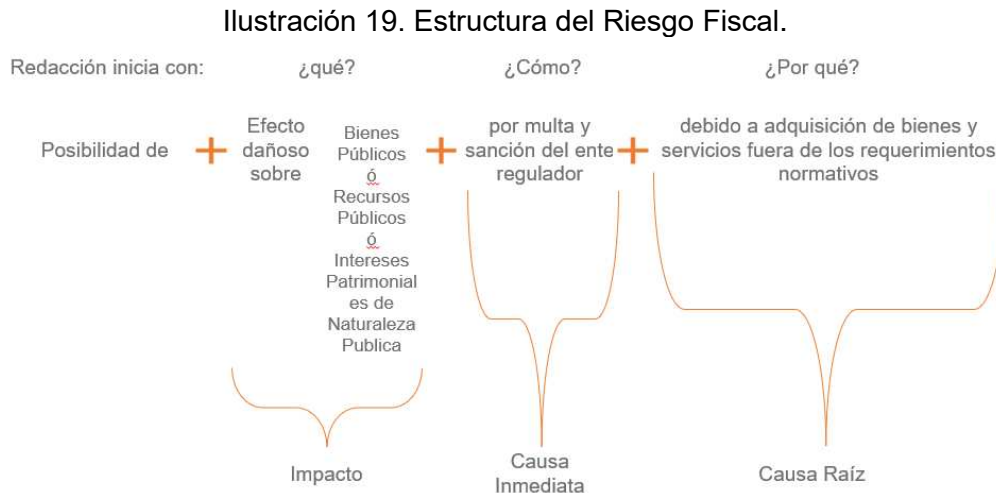 Ilustración 19. Estructura del Riesgo Fiscal.
Redacción inicia con:
¿qué?
¿Cómo?
¿Por qué?
Posibilidad de
+
Efecto
dañoso
sobre
Bienes
Públicos
ó
Recursos
Públicos
ó
Intereses
Patrimonial
es de
Naturaleza
Publica
+
por multa y
sanción del ente
regulador
+
debido a adquisición de bienes y
servicios fuera de los requerimientos
normativos
Impacto
Causa
Inmediata
Causa Raíz